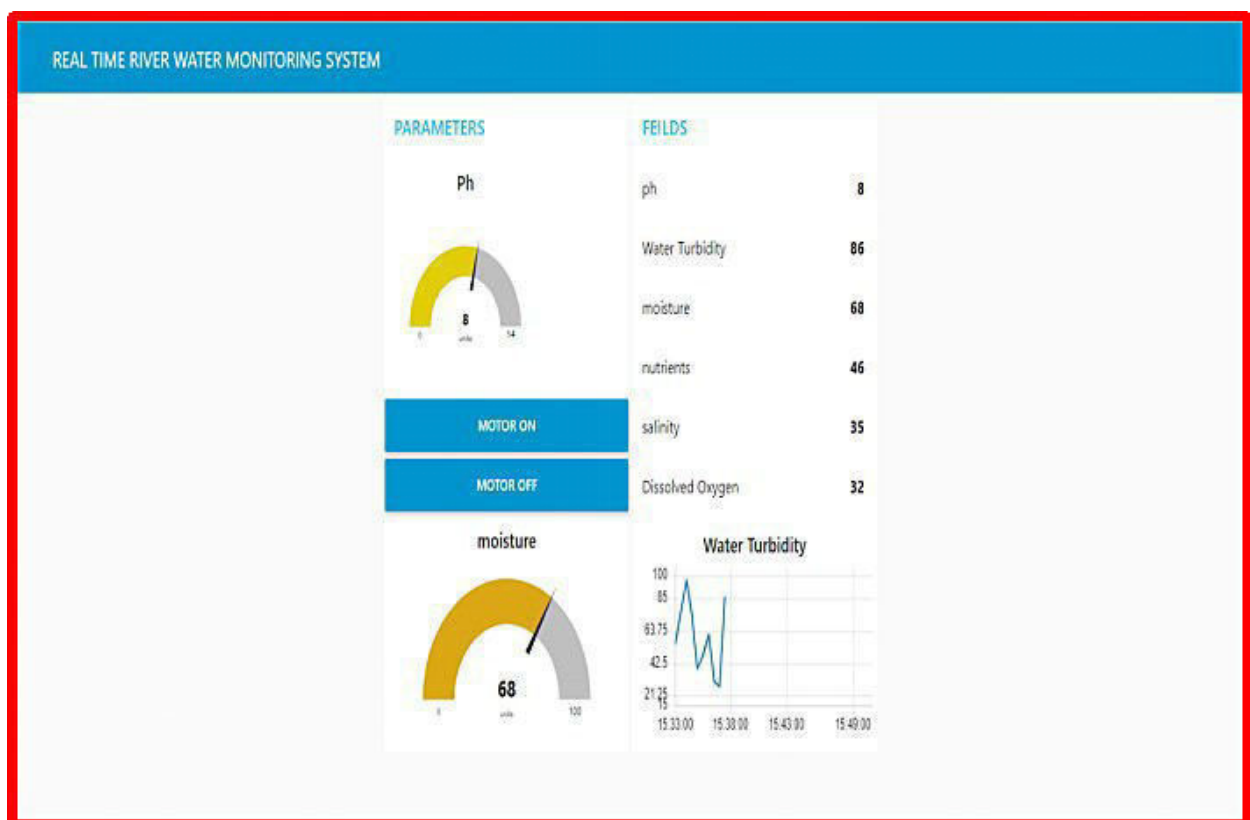 REAL TIME RIVER WATER MONITORING SYSTEM
PARAMETERS
Ph
8
units
0
14
MOTOR ON
MOTOR OFF
moisture
68
units
0
100
FEILDS
ph 8
Water Turbidity 86
moisture 68
nutrients 46
salinity 35
Dissolved Oxygen 32
Water Turbidity
100
85
63.75
42.5
21.25
15
15:33:00 15:38:00 15:43:00 15:49:00